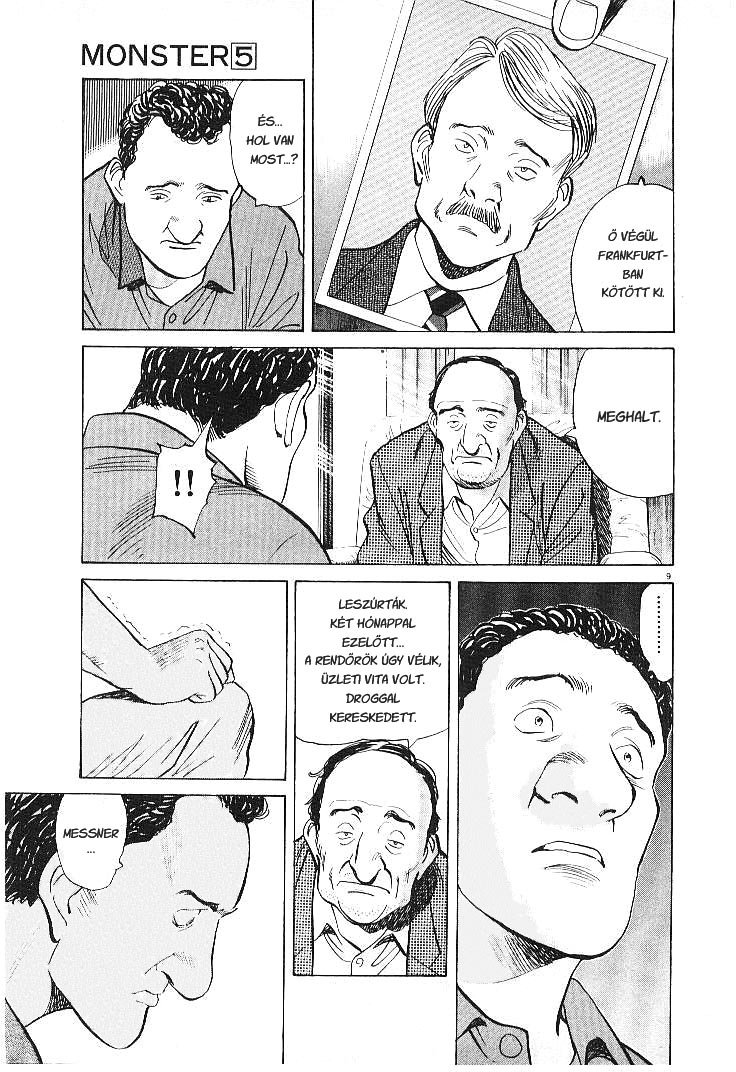 MONSTER 5
Ő VÉGÜL
FRANKFURT-
BAN
KÖTÖTT KI.
ÉS...
HOL VAN
MOST...?
MEGHALT.
!!
9
........
LESZÚRTÁK.
KÉT HÓNAPPAL
EZELŐTT...
A RENDŐRÖK ÚGY VÉLIK,
ÜZLETI VITA VOLT.
DROGGAL
KERESKEDETT.
MESSNER
...